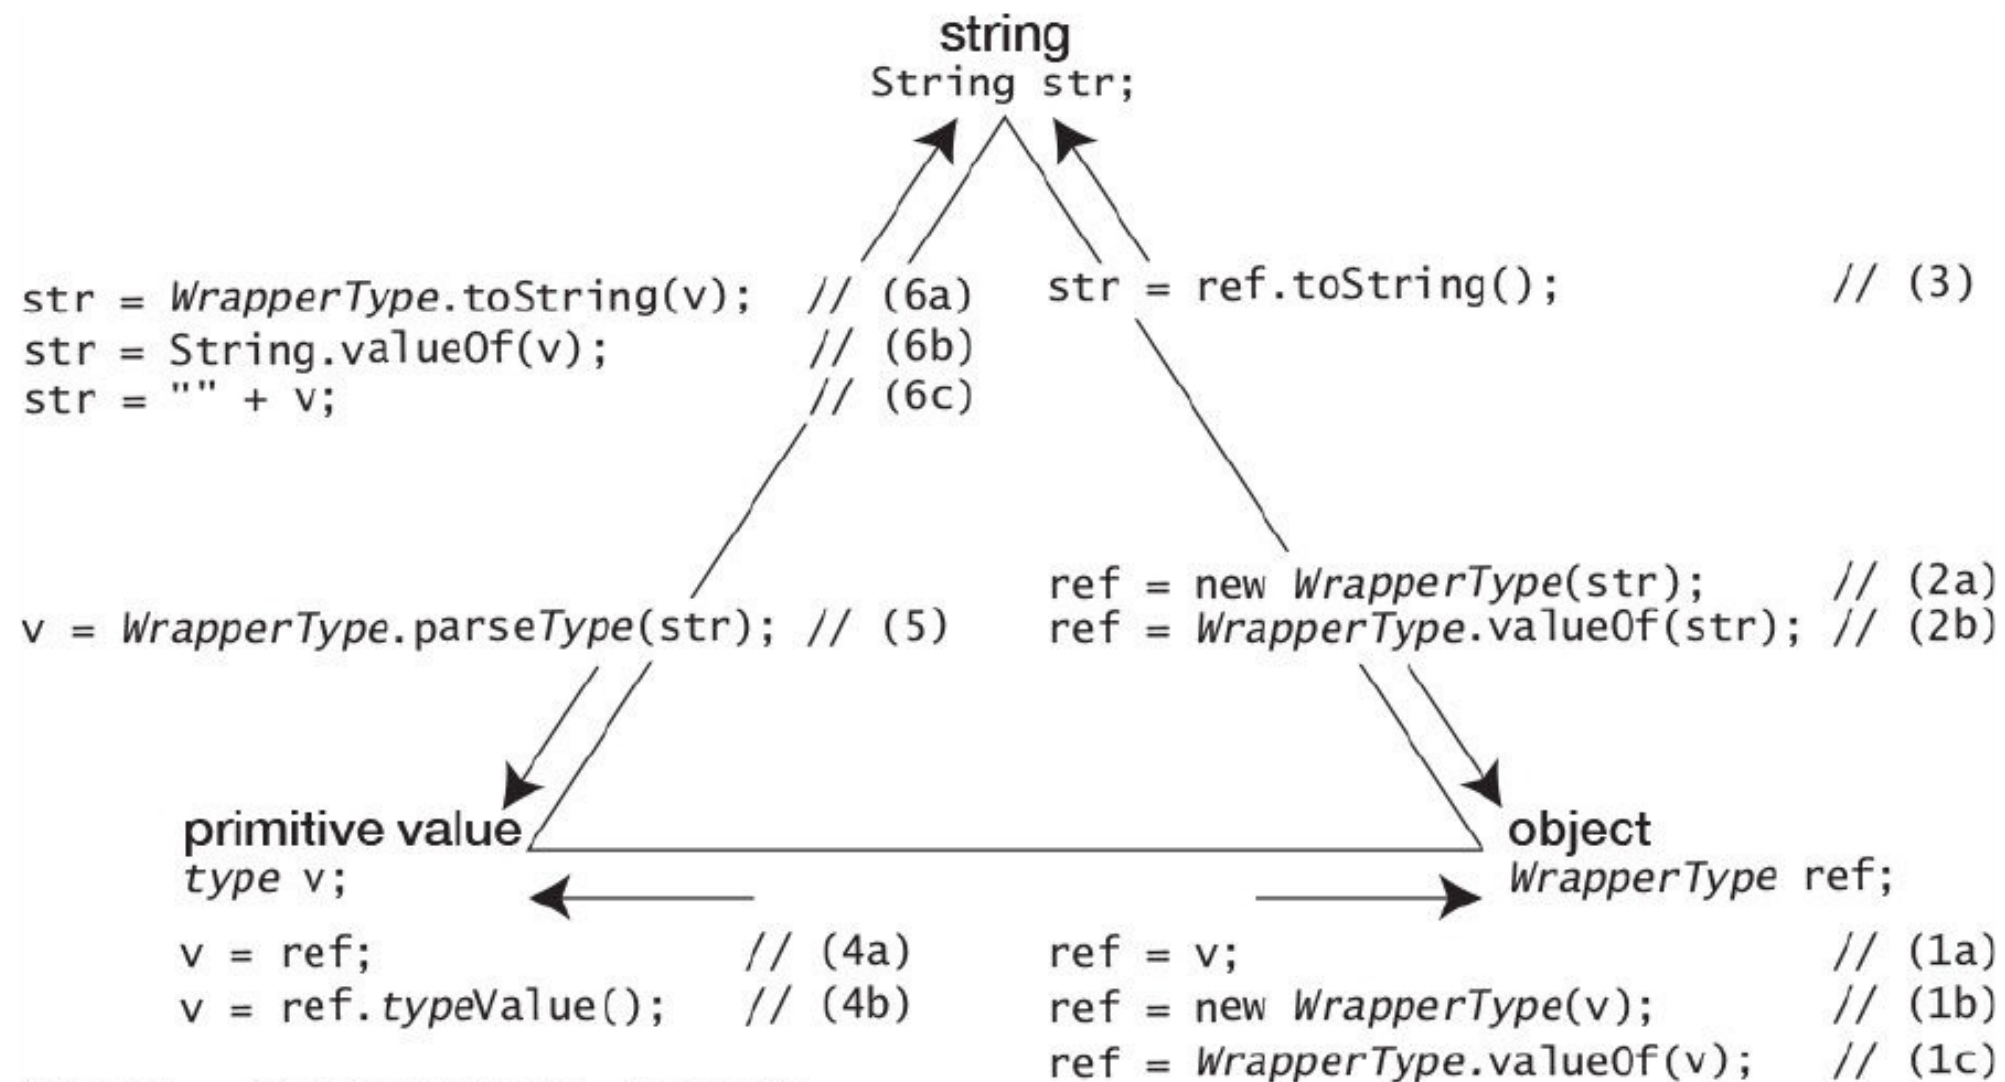 string
String str;
str = WrapperType.toString(v); // (6a)
str = String.valueOf(v); // (6b)
str = "" + v; // (6c)
str = ref.toString(); // (3)
ref = new WrapperType(str); // (2a)
ref = WrapperType.valueOf(str); // (2b)
v = WrapperType.parseType(str); // (5)
primitive value
type v;
object
WrapperType ref;
v = ref; // (4a)
v = ref.typeValue(); // (4b)
ref = v; // (1a)
ref = new WrapperType(v); // (1b)
ref = WrapperType.valueOf(v); // (1c)